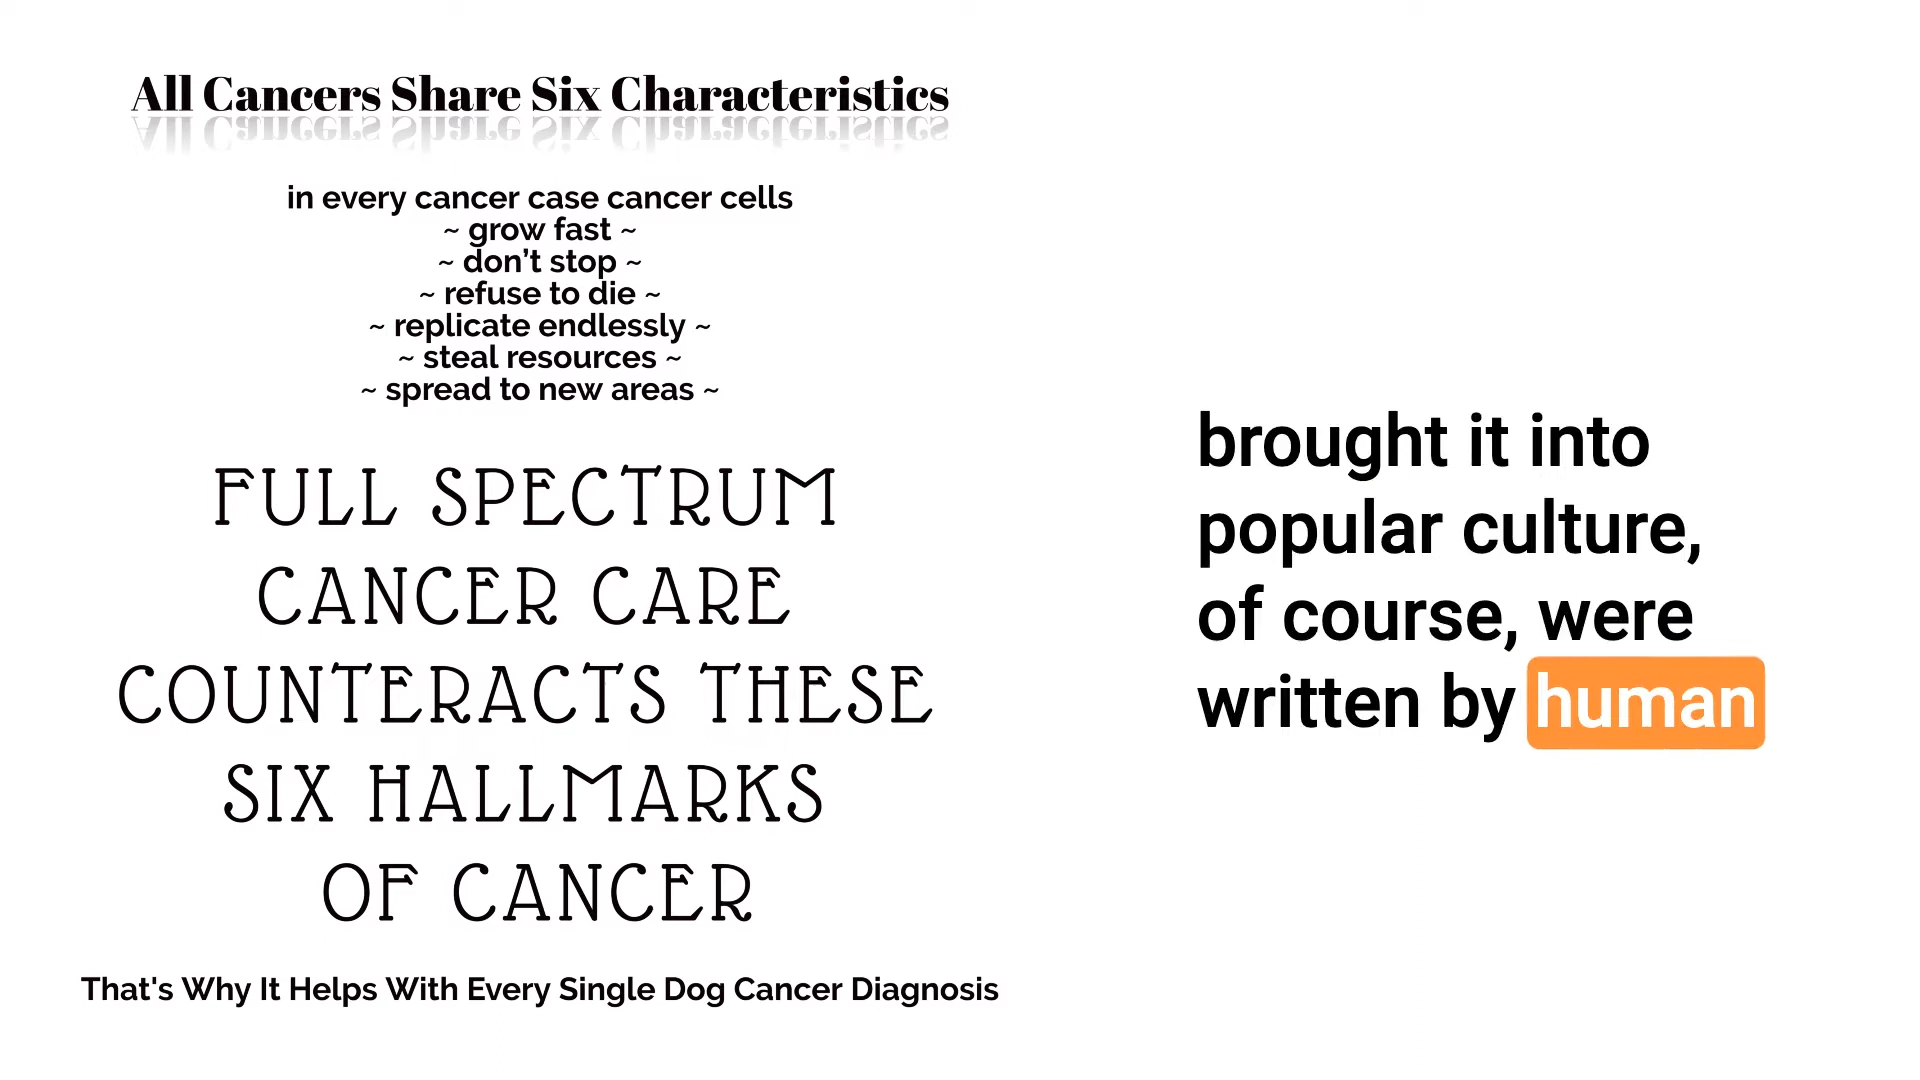 All Cancers Share Six Characteristics
in every cancer case cancer cells
~ grow fast ~
~ don’t stop ~
~ refuse to die ~
~ replicate endlessly ~
~ steal resources ~
~ spread to new areas ~
FULL SPECTRUM
CANCER CARE
COUNTERACTS THESE
SIX HALLMARKS
OF CANCER
That's Why It Helps With Every Single Dog Cancer Diagnosis
brought it into
popular culture,
of course, were
written by human